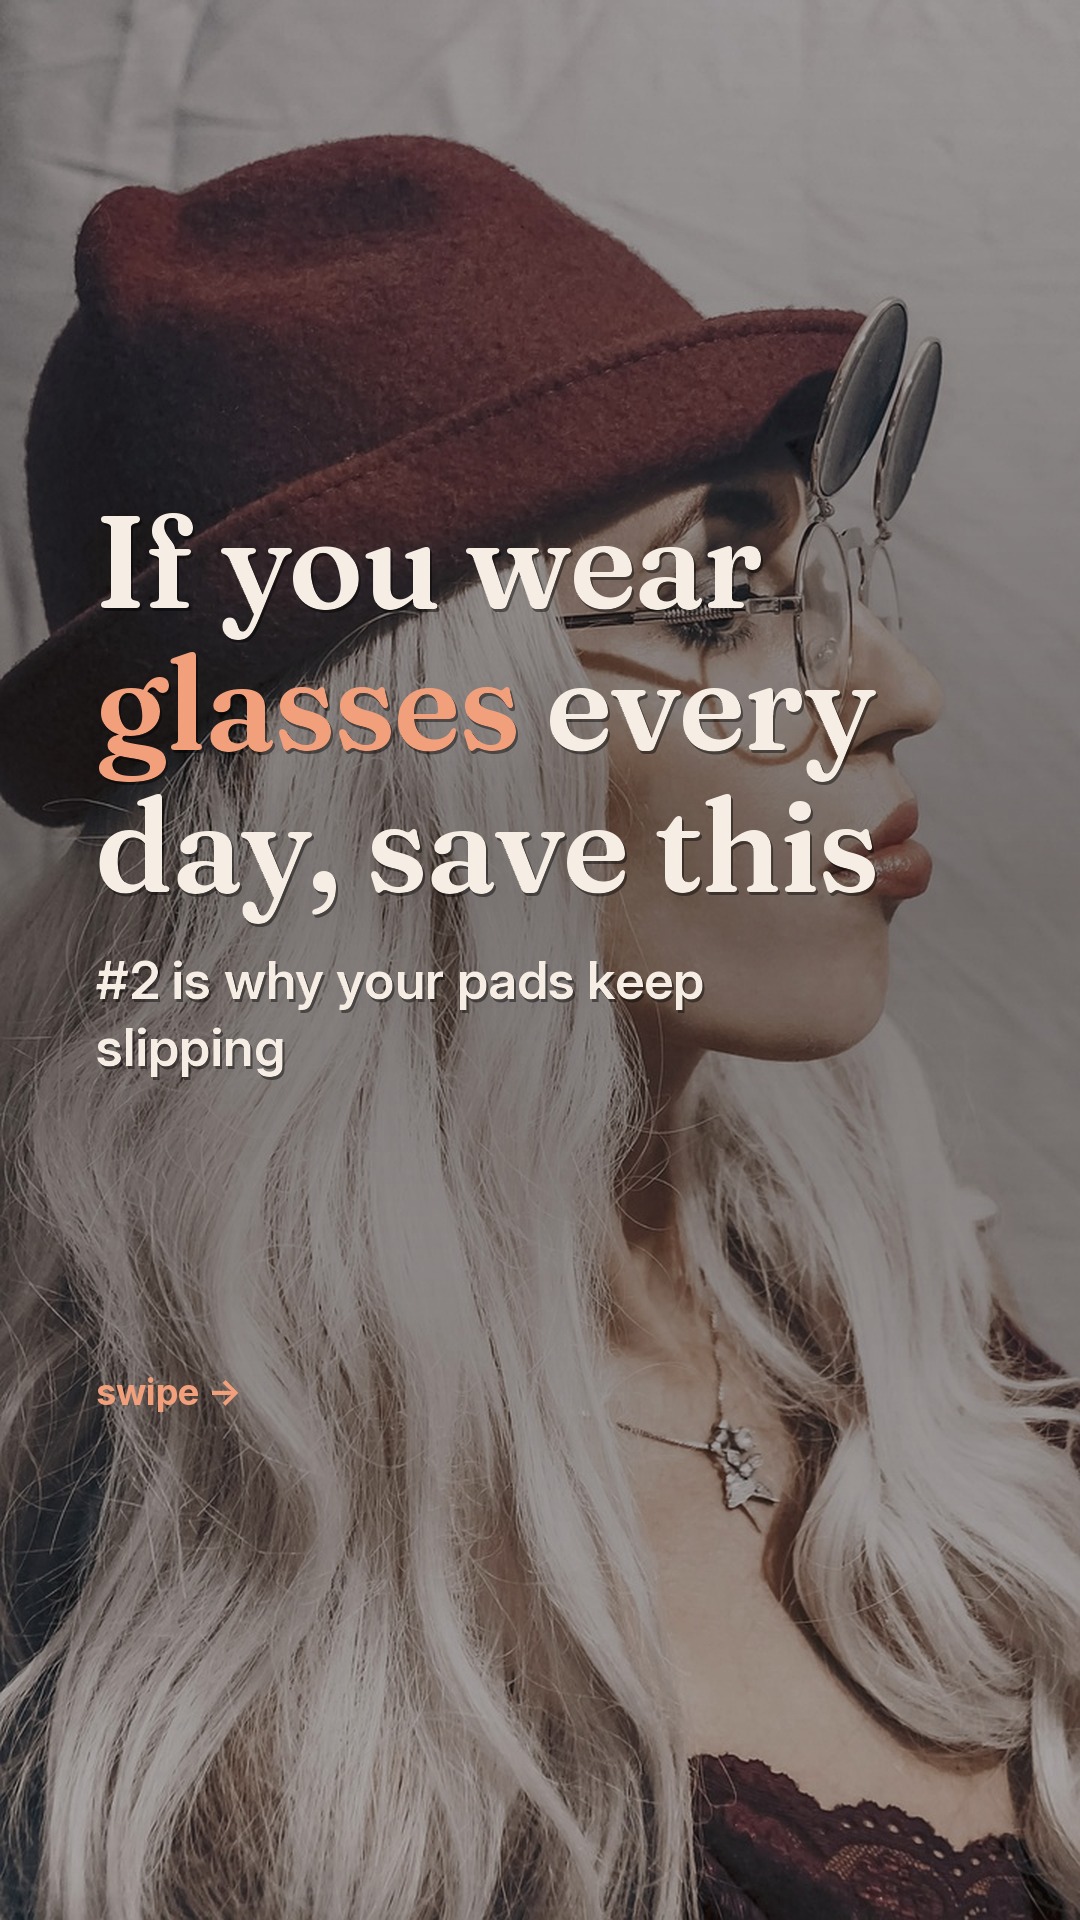 If you wear
glasses every
day, save this
#2 is why your pads keep
slipping
swipe →